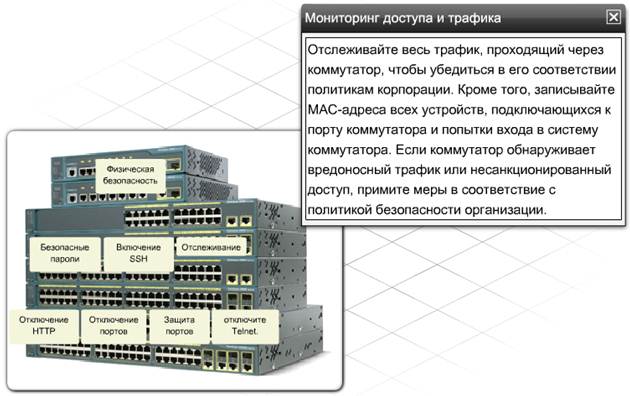 Мониторинг доступа и трафика
Отслеживайте весь трафик, проходящий через
коммутатор, чтобы убедиться в его соответствии
политикам корпорации. Кроме того, записывайте
MAC-адреса всех устройств, подключающихся к
порту коммутатора и попытки входа в систему
коммутатора. Если коммутатор обнаруживает
вредоносный трафик или несанкционированный
доступ, примите меры в соответствие с
политикой безопасности организации.
Физическая
безопасность
Безопасные
пароли
Включение
SSH
Отслеживание
Отключение
HTTP
Отключение
портов
Защита
портов
отключите
Telnet.